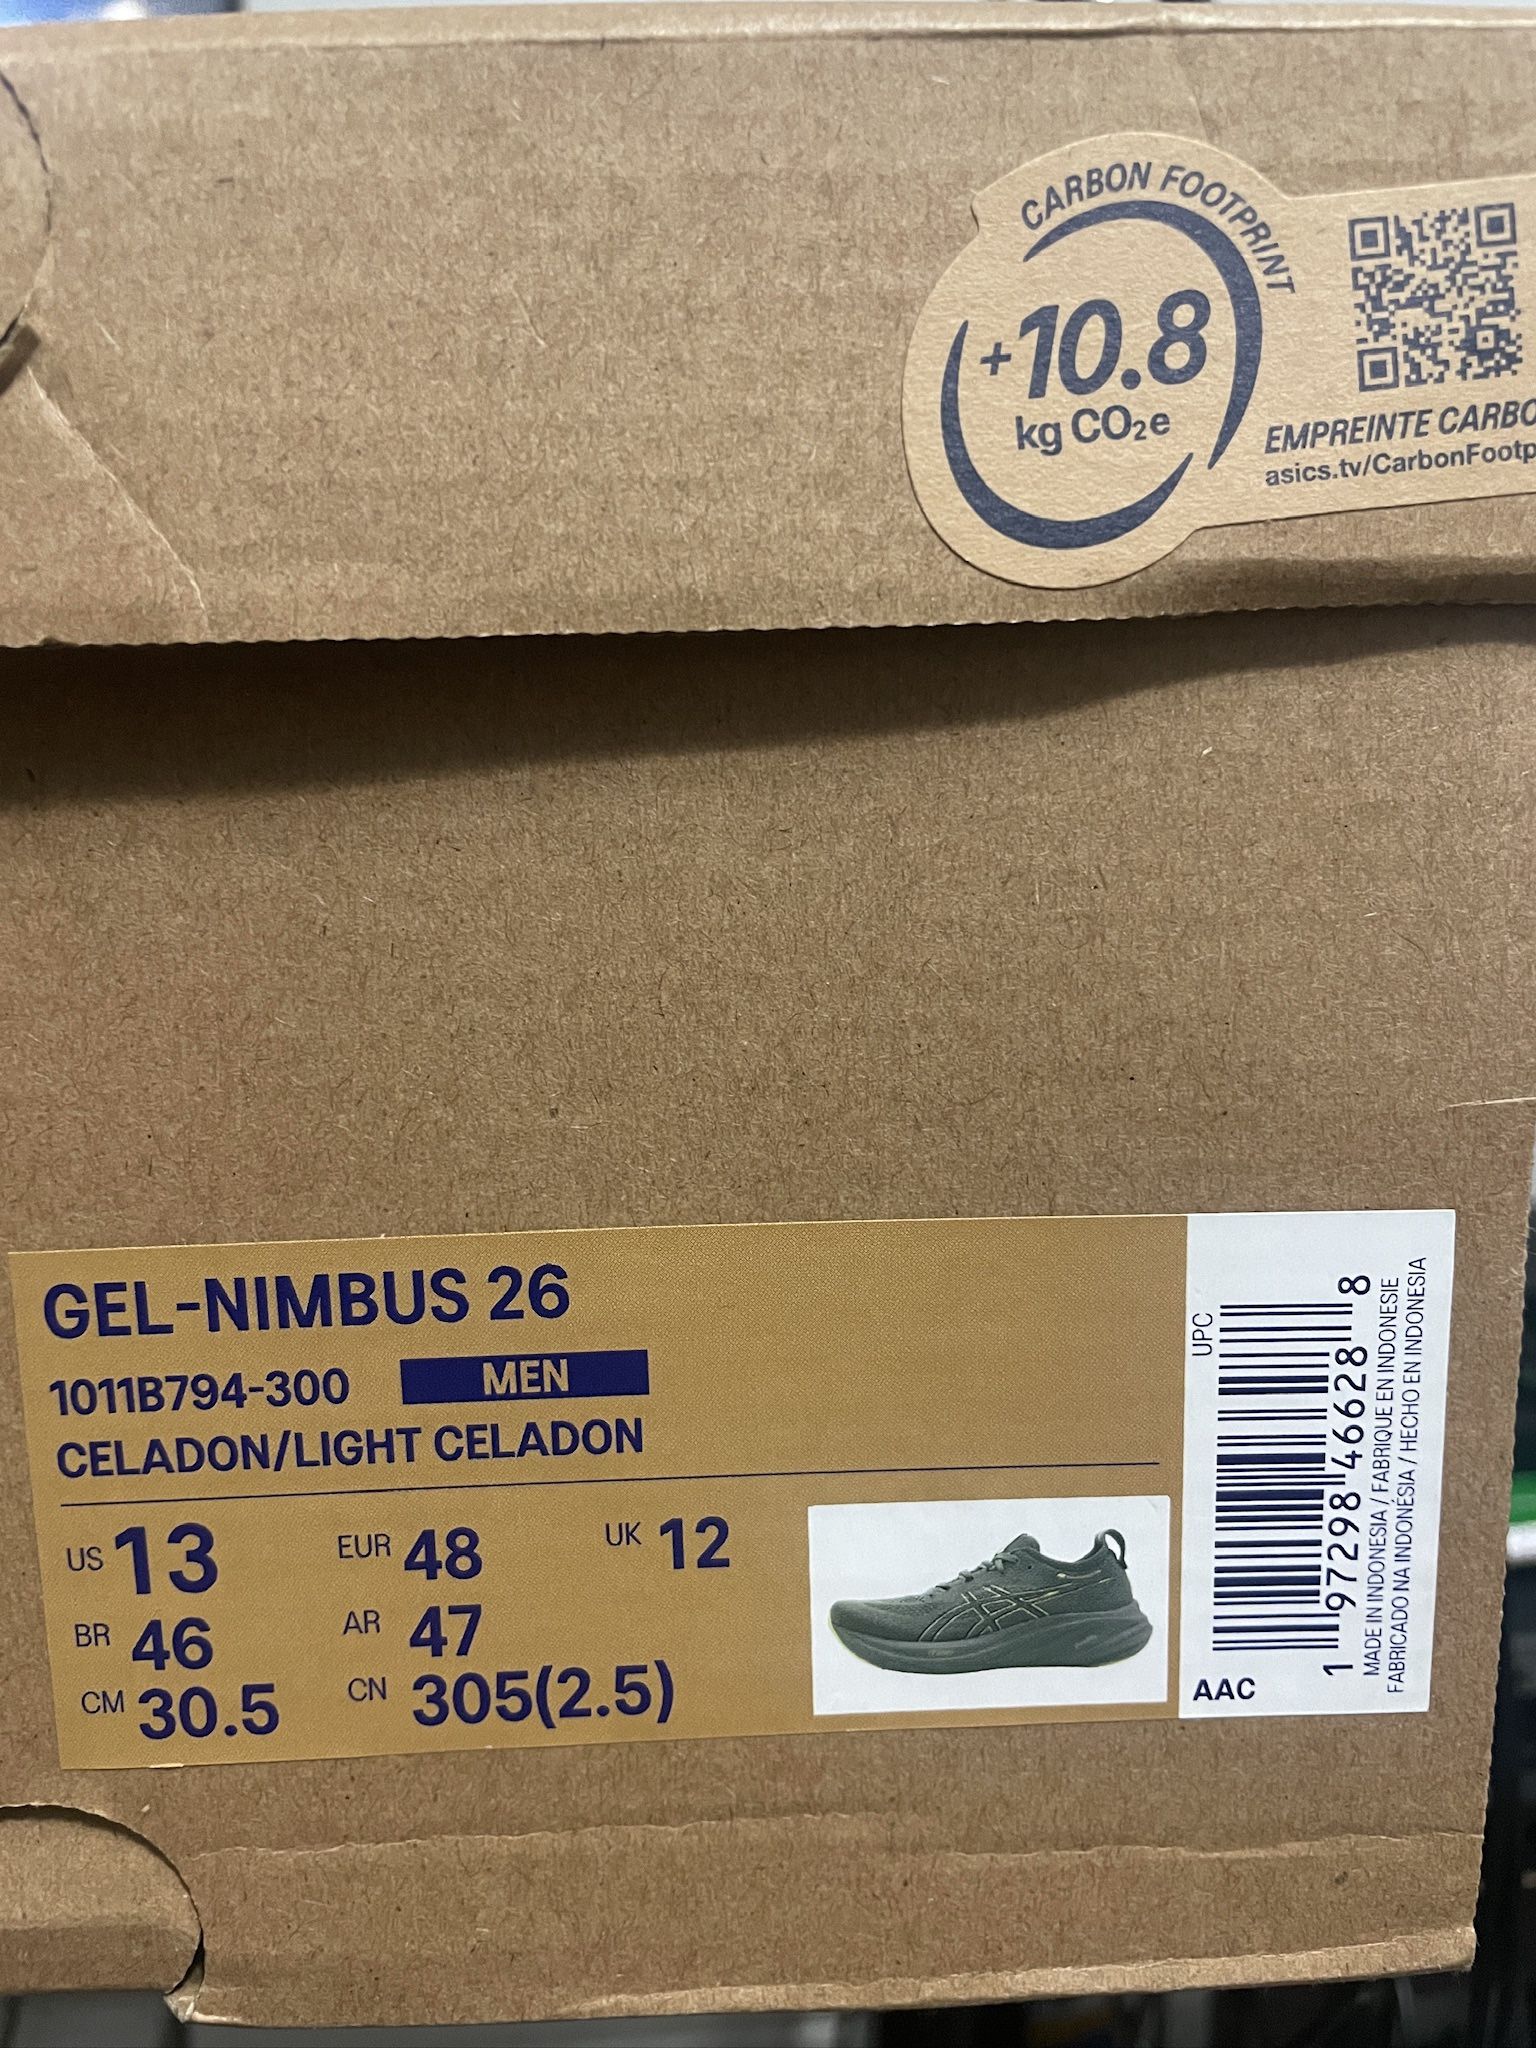 CARBON FOOTPRINT
+10.8
kg CO₂e
EMPREINTE
asics.tv/
GEL-NIMBUS 26
1011B794-300 MEN
CELADON/LIGHT CELADON
US 13 EUR 48 UK 12
BR 46 AR 47
CM 30.5 CN 305(2.5)
UPC
1 97298 46628 8
MADE IN INDONESIA / FABRIQUE EN INDONESIE
FABRICADO NA INDONÉSIA / HECHO EN INDONESIA
AAC